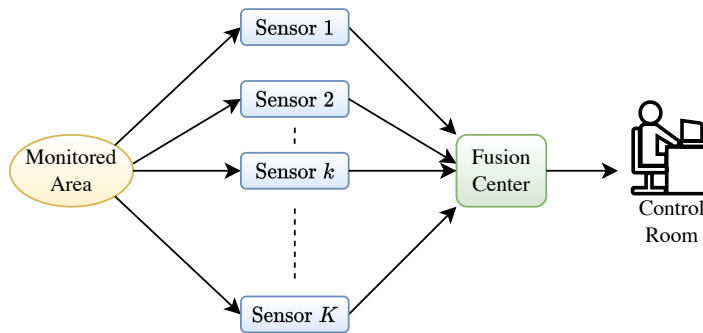 Sensor 1
Sensor 2
Monitored
Area
Sensor k
Fusion
Center
Control
Room
Sensor K